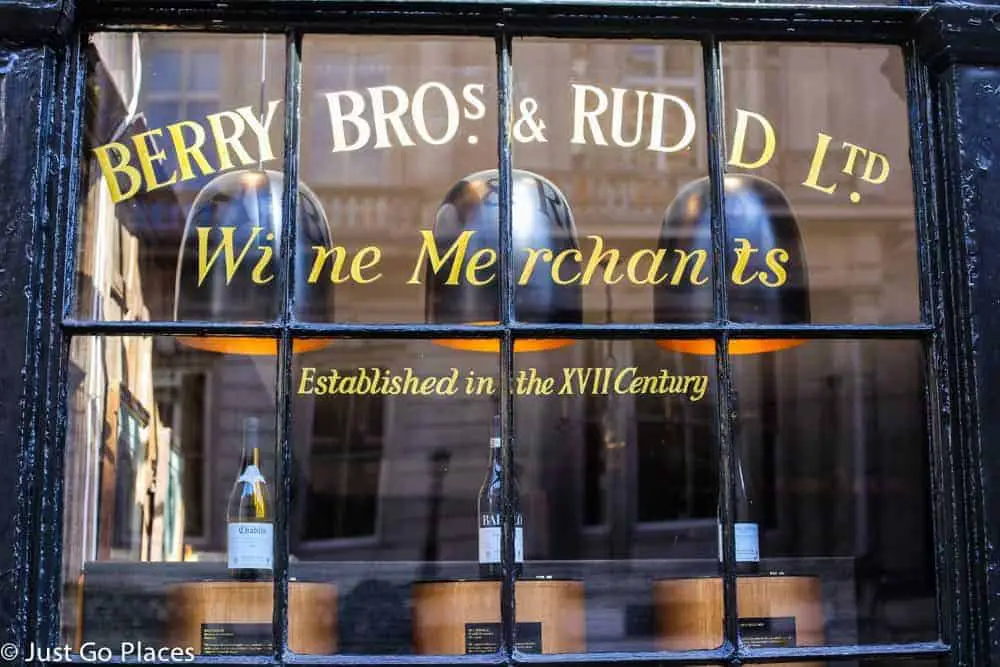 BERRY BROS. & RUDD LTD.
Wine Merchants
Established in the XVII Century
Chablis
© Just Go Places